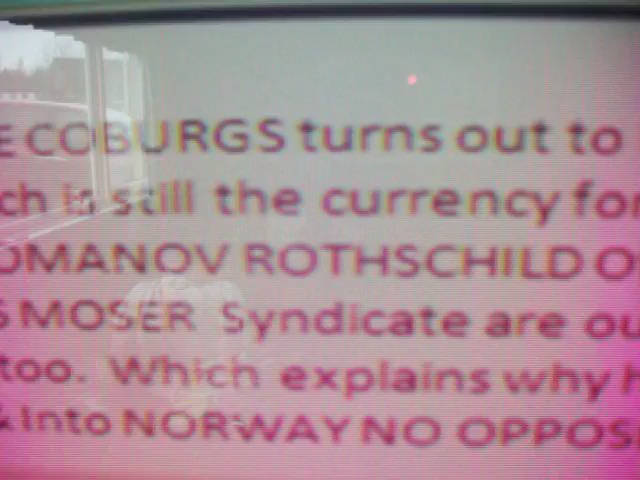 E COBURGS turns out to
ch is still the currency for
OMANOV ROTHSCHILD O
S MOSER Syndicate are ou
too. Which explains why h
& Into NORWAY NO OPPOS